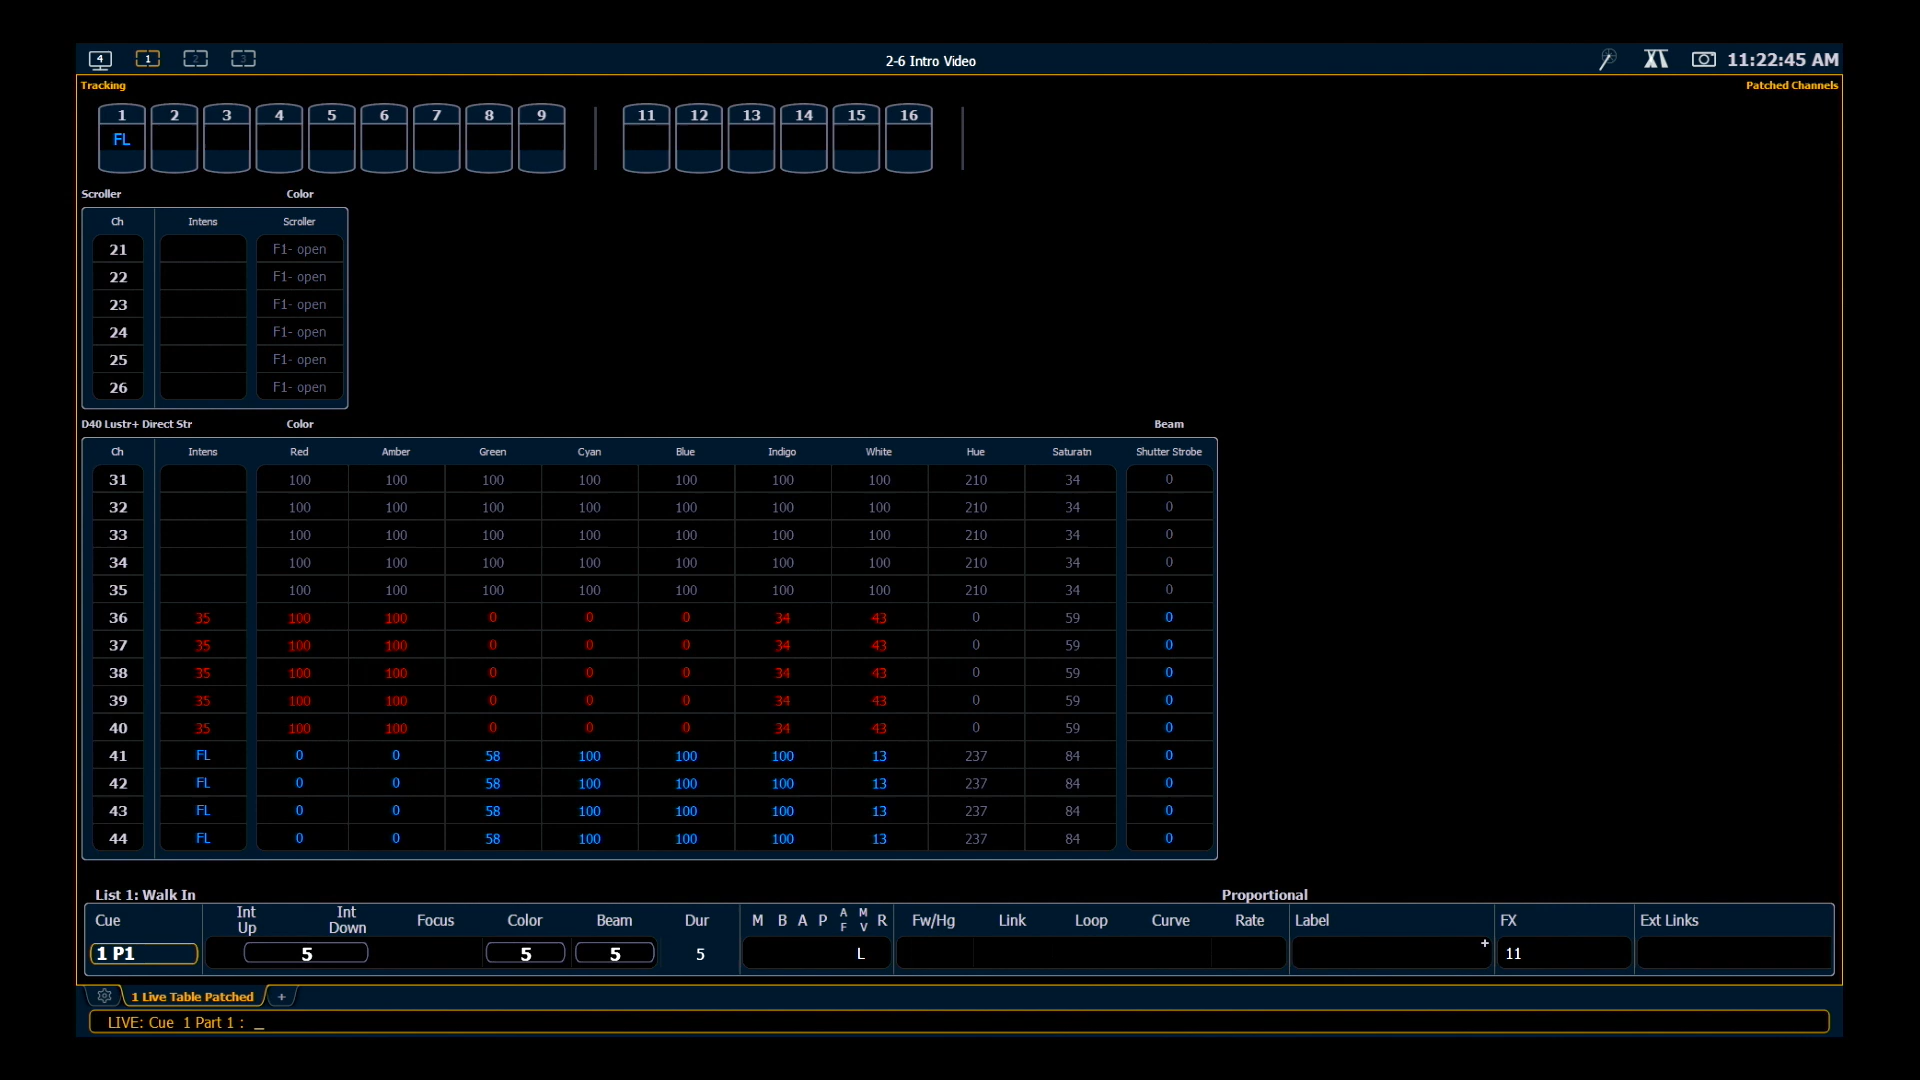 4 1 2 3 2-6 Intro Video 11:22:45 AM
Tracking Patched Channels
1 2 3 4 5 6 7 8 9 11 12 13 14 15 16
FL
Scroller Color
Ch Intens Scroller
21 F1- open
22 F1- open
23 F1- open
24 F1- open
25 F1- open
26 F1- open
D40 Lustr+ Direct Str Color Beam
Ch Intens Red Amber Green Cyan Blue Indigo White Hue Saturatn Shutter Strobe
31 100 100 100 100 100 100 100 210 34 0
32 100 100 100 100 100 100 100 210 34 0
33 100 100 100 100 100 100 100 210 34 0
34 100 100 100 100 100 100 100 210 34 0
35 100 100 100 100 100 100 100 210 34 0
36 35 100 100 0 0 0 34 43 0 59 0
37 35 100 100 0 0 0 34 43 0 59 0
38 35 100 100 0 0 0 34 43 0 59 0
39 35 100 100 0 0 0 34 43 0 59 0
40 35 100 100 0 0 0 34 43 0 59 0
41 FL 0 0 58 100 100 100 13 237 84 0
42 FL 0 0 58 100 100 100 13 237 84 0
43 FL 0 0 58 100 100 100 13 237 84 0
44 FL 0 0 58 100 100 100 13 237 84 0
List 1: Walk In Proportional
Cue Int Up Int Down Focus Color Beam Dur M B A P AF MV R Fw/Hg Link Loop Curve Rate Label FX Ext Links
1 P1 5 5 5 5 L + 11
1 Live Table Patched +
LIVE: Cue 1 Part 1 : _